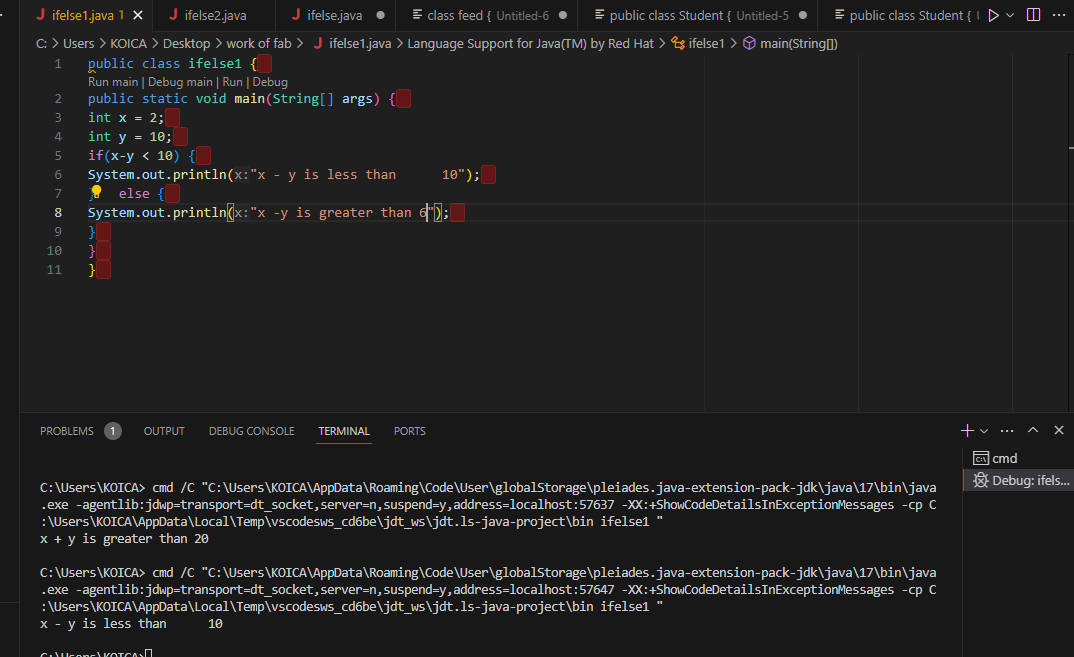 ifelse1.java 1 ifelse2.java ifelse.java class feed { Untitled-6 public class Student { Untitled-5 public class Student {
C: > Users > KOICA > Desktop > work of fab > ifelse1.java > Language Support for Java(TM) by Red Hat > ifelse1 > main(String[])
1 public class ifelse1 {
Run main | Debug main | Run | Debug
2 public static void main(String[] args) {
3 int x = 2;
4 int y = 10;
5 if(x-y < 10) {
6 System.out.println(x:"x - y is less than      10");
7 } else {
8 System.out.println(x:"x -y is greater than 6");
9 }
10 }
11 }
PROBLEMS 1 OUTPUT DEBUG CONSOLE TERMINAL PORTS
cmd
Debug: ifels...
C:\Users\KOICA> cmd /C "C:\Users\KOICA\AppData\Roaming\Code\User\globalStorage\pleiades.java-extension-pack-jdk\java\17\bin\java
.exe -agentlib:jdwp=transport=dt_socket,server=n,suspend=y,address=localhost:57637 -XX:+ShowCodeDetailsInExceptionMessages -cp C
:\Users\KOICA\AppData\Local\Temp\vscodesws_cd6be\jdt_ws\jdt.ls-java-project\bin ifelse1 "
x + y is greater than 20
C:\Users\KOICA> cmd /C "C:\Users\KOICA\AppData\Roaming\Code\User\globalStorage\pleiades.java-extension-pack-jdk\java\17\bin\java
.exe -agentlib:jdwp=transport=dt_socket,server=n,suspend=y,address=localhost:57647 -XX:+ShowCodeDetailsInExceptionMessages -cp C
:\Users\KOICA\AppData\Local\Temp\vscodesws_cd6be\jdt_ws\jdt.ls-java-project\bin ifelse1 "
x - y is less than      10
C:\Users\KOICA>